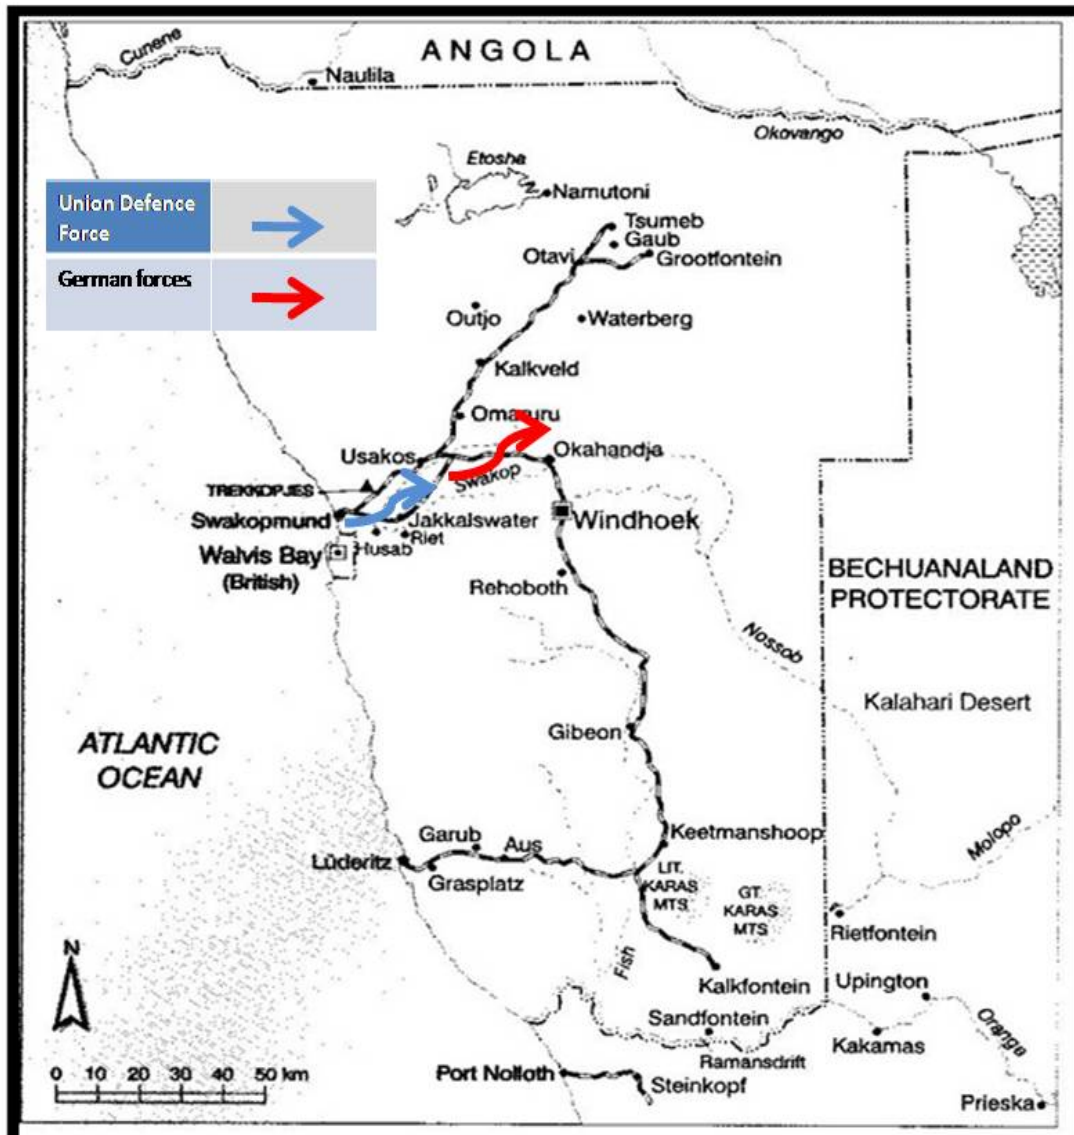 ANGOLA
Cunene
Nautila
Okovango
Etosha
Namutoni
Union Defence
Force
German forces
Tsumeb
Gaub
Otavi
Grootfontein
Outjo
Waterberg
Kalkveld
Omaruru
Usakos
Okahandja
Swakop
TREKKOPJES
Swakopmund
Jakkalswater
Riet
Husab
Windhoek
Walvis Bay
(British)
Rehoboth
BECHUANALAND
PROTECTORATE
Nossob
Kalahari Desert
Gibeon
ATLANTIC
OCEAN
Keetmanshoop
Molopo
Garub
Aus
Lüderitz
Grasplatz
LIT.
KARAS
MTS
GT.
KARAS
MTS
Rietfontein
N
Fish
Kalkfontein
Upington
Sandfontein
Oranga
Ramansdrift
Kakamas
0 10 20 30 40 50 km
Port Nolloth
Steinkopf
Prieska